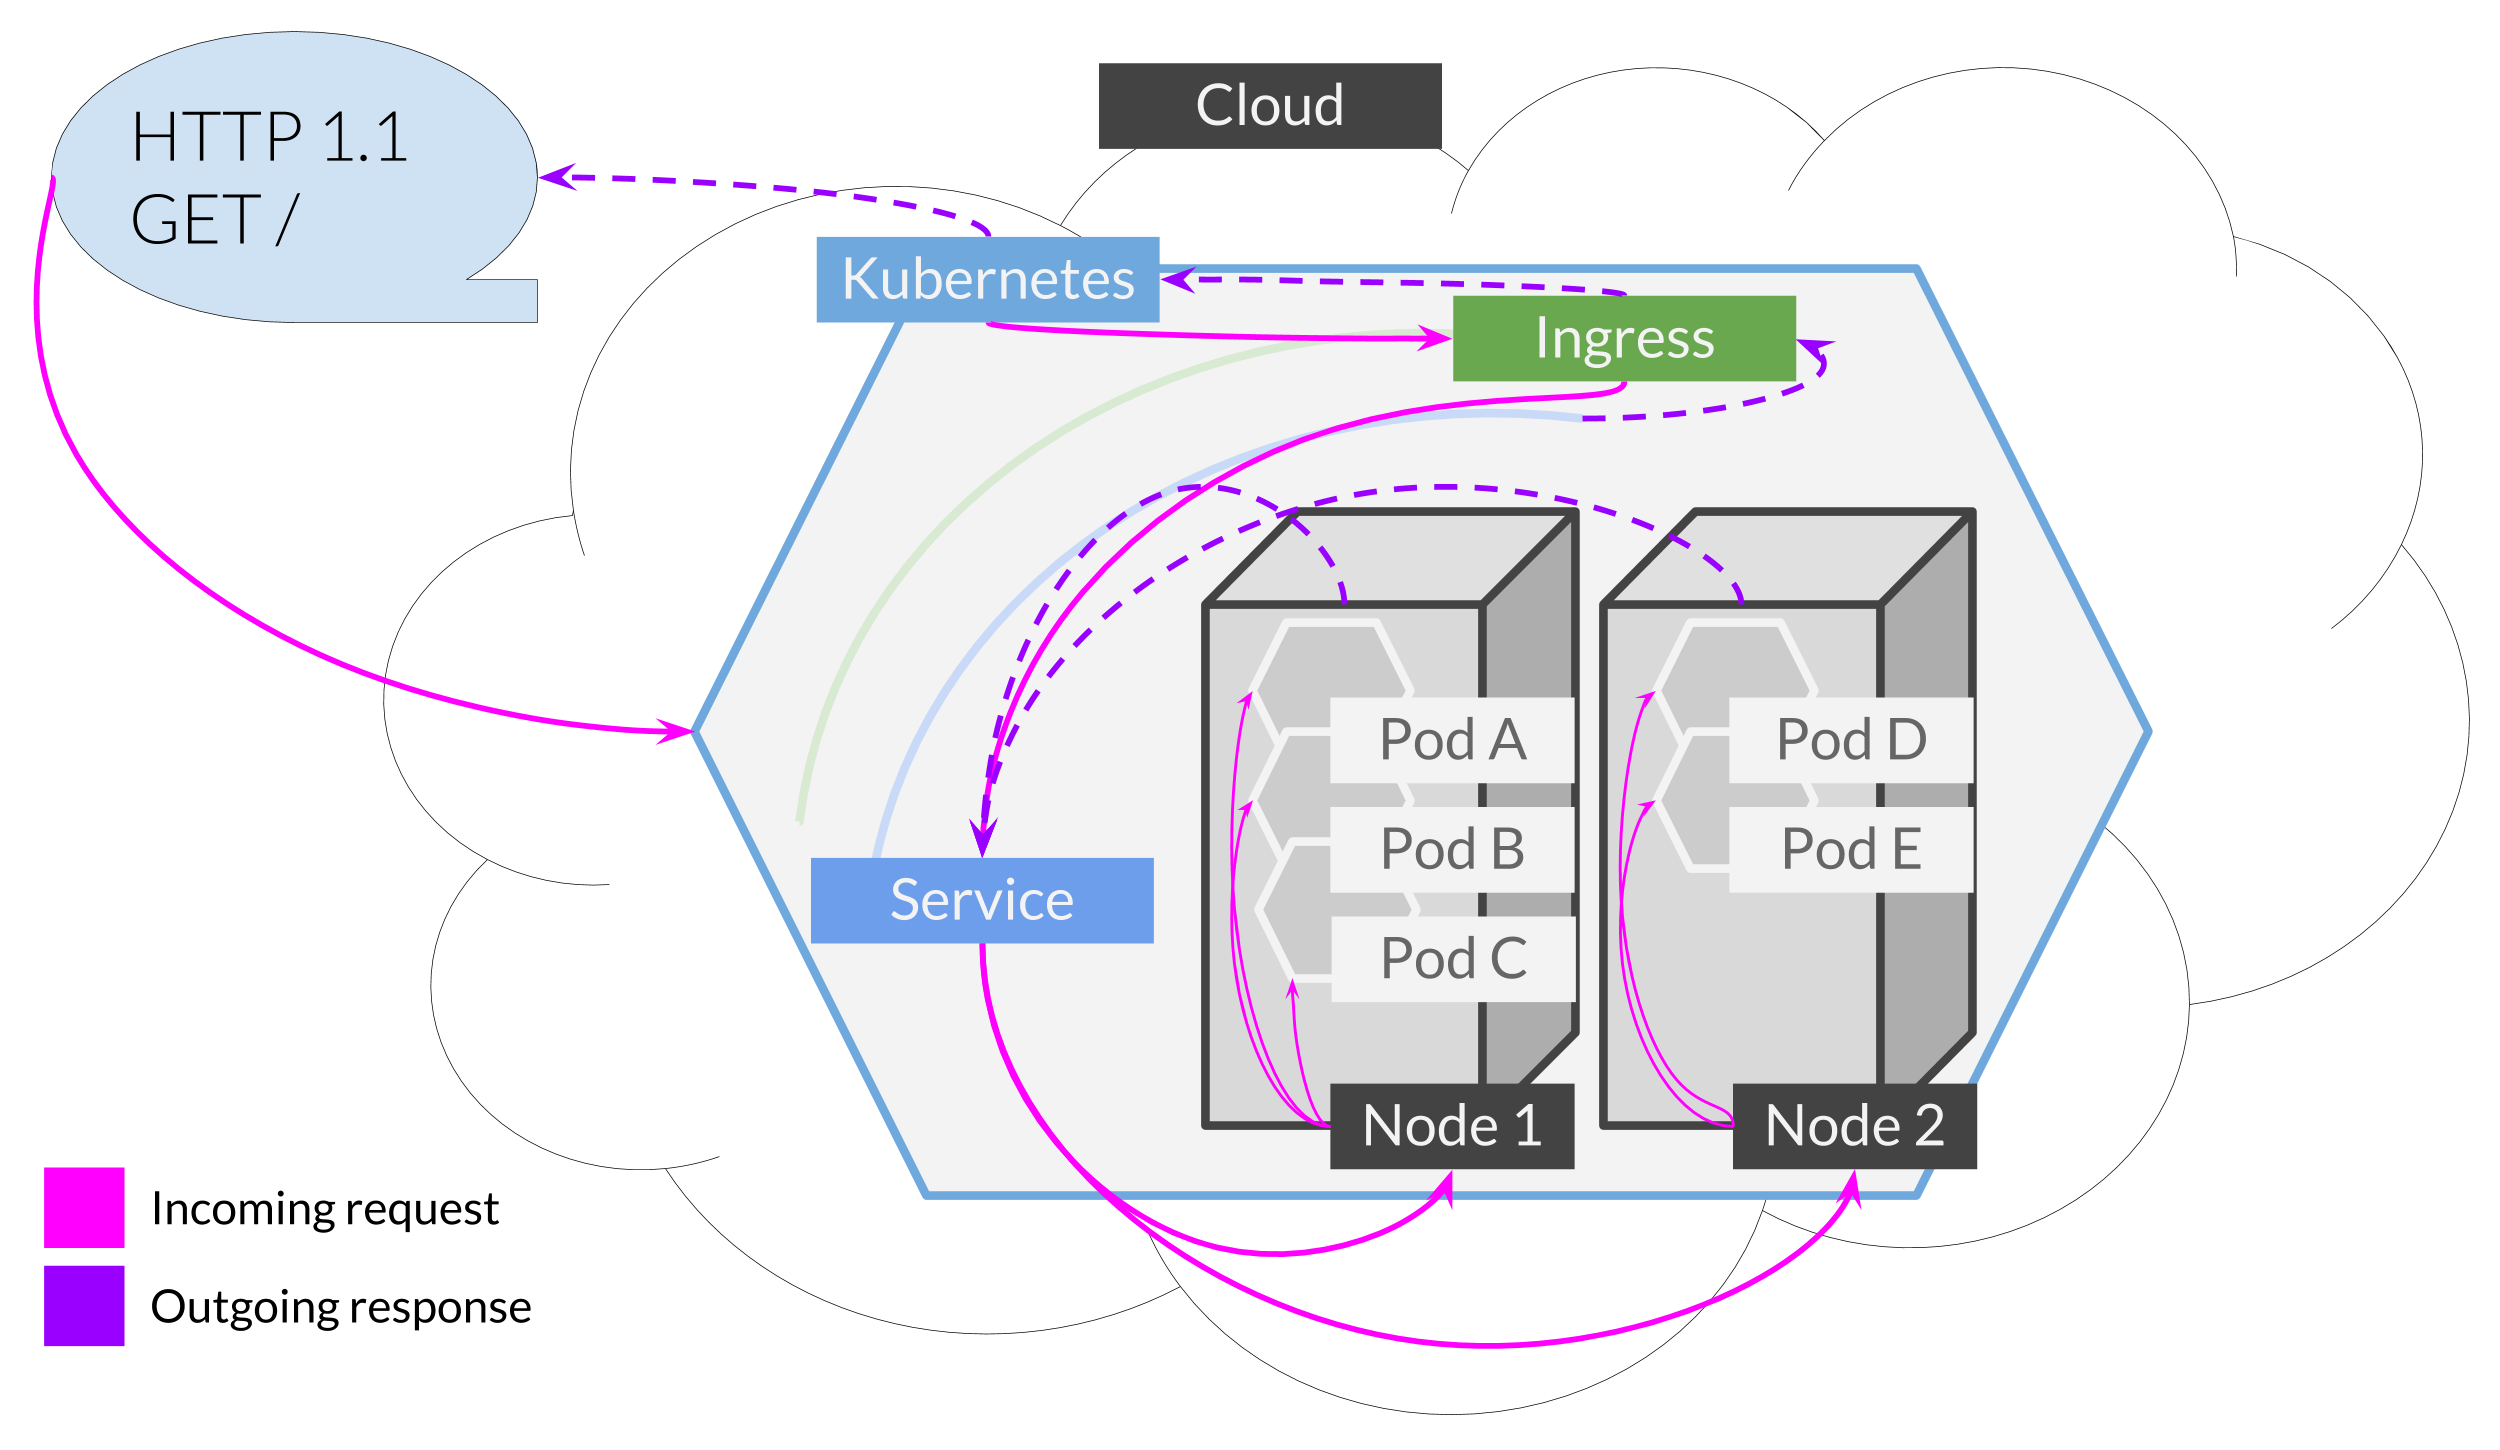 HTTP 1.1
GET /
Cloud
Kubernetes
Ingress
Pod A
Pod D
Pod B
Pod E
Service
Pod C
Node 1
Node 2
Incoming request
Outgoing response